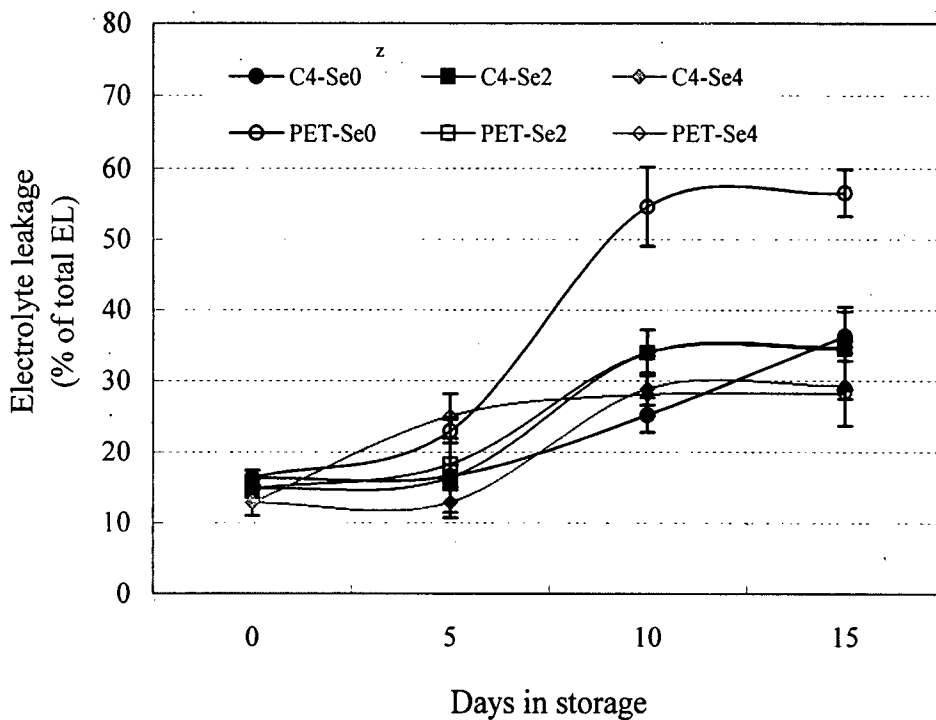 80
z
C4-Se0 C4-Se2 C4-Se4
70
PET-Se0 PET-Se2 PET-Se4
60
50
40
30
20
10
0
Electrolyte leakage
(% of total EL)
0 5 10 15
Days in storage